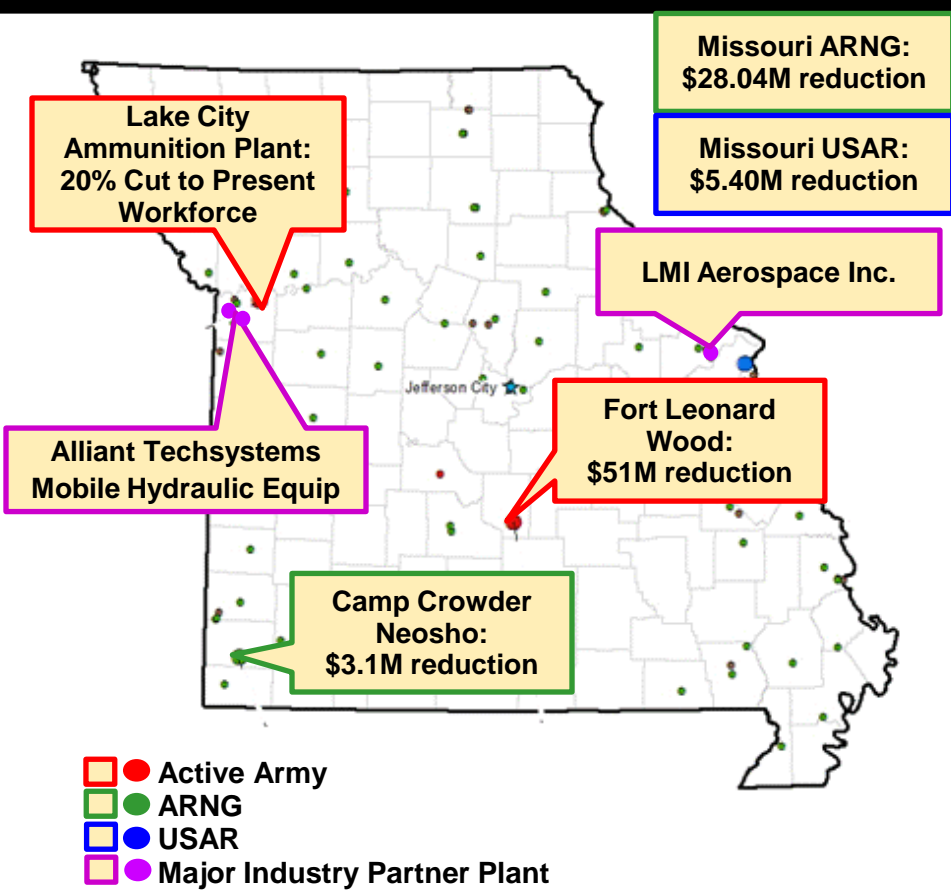 Missouri ARNG:
$28.04M reduction
Missouri USAR:
$5.40M reduction
Lake City
Ammunition Plant:
20% Cut to Present
Workforce
LMI Aerospace Inc.
Jefferson City
Fort Leonard
Wood:
$51M reduction
Alliant Techsystems
Mobile Hydraulic Equip
Camp Crowder
Neosho:
$3.1M reduction
Active Army
ARNG
USAR
Major Industry Partner Plant